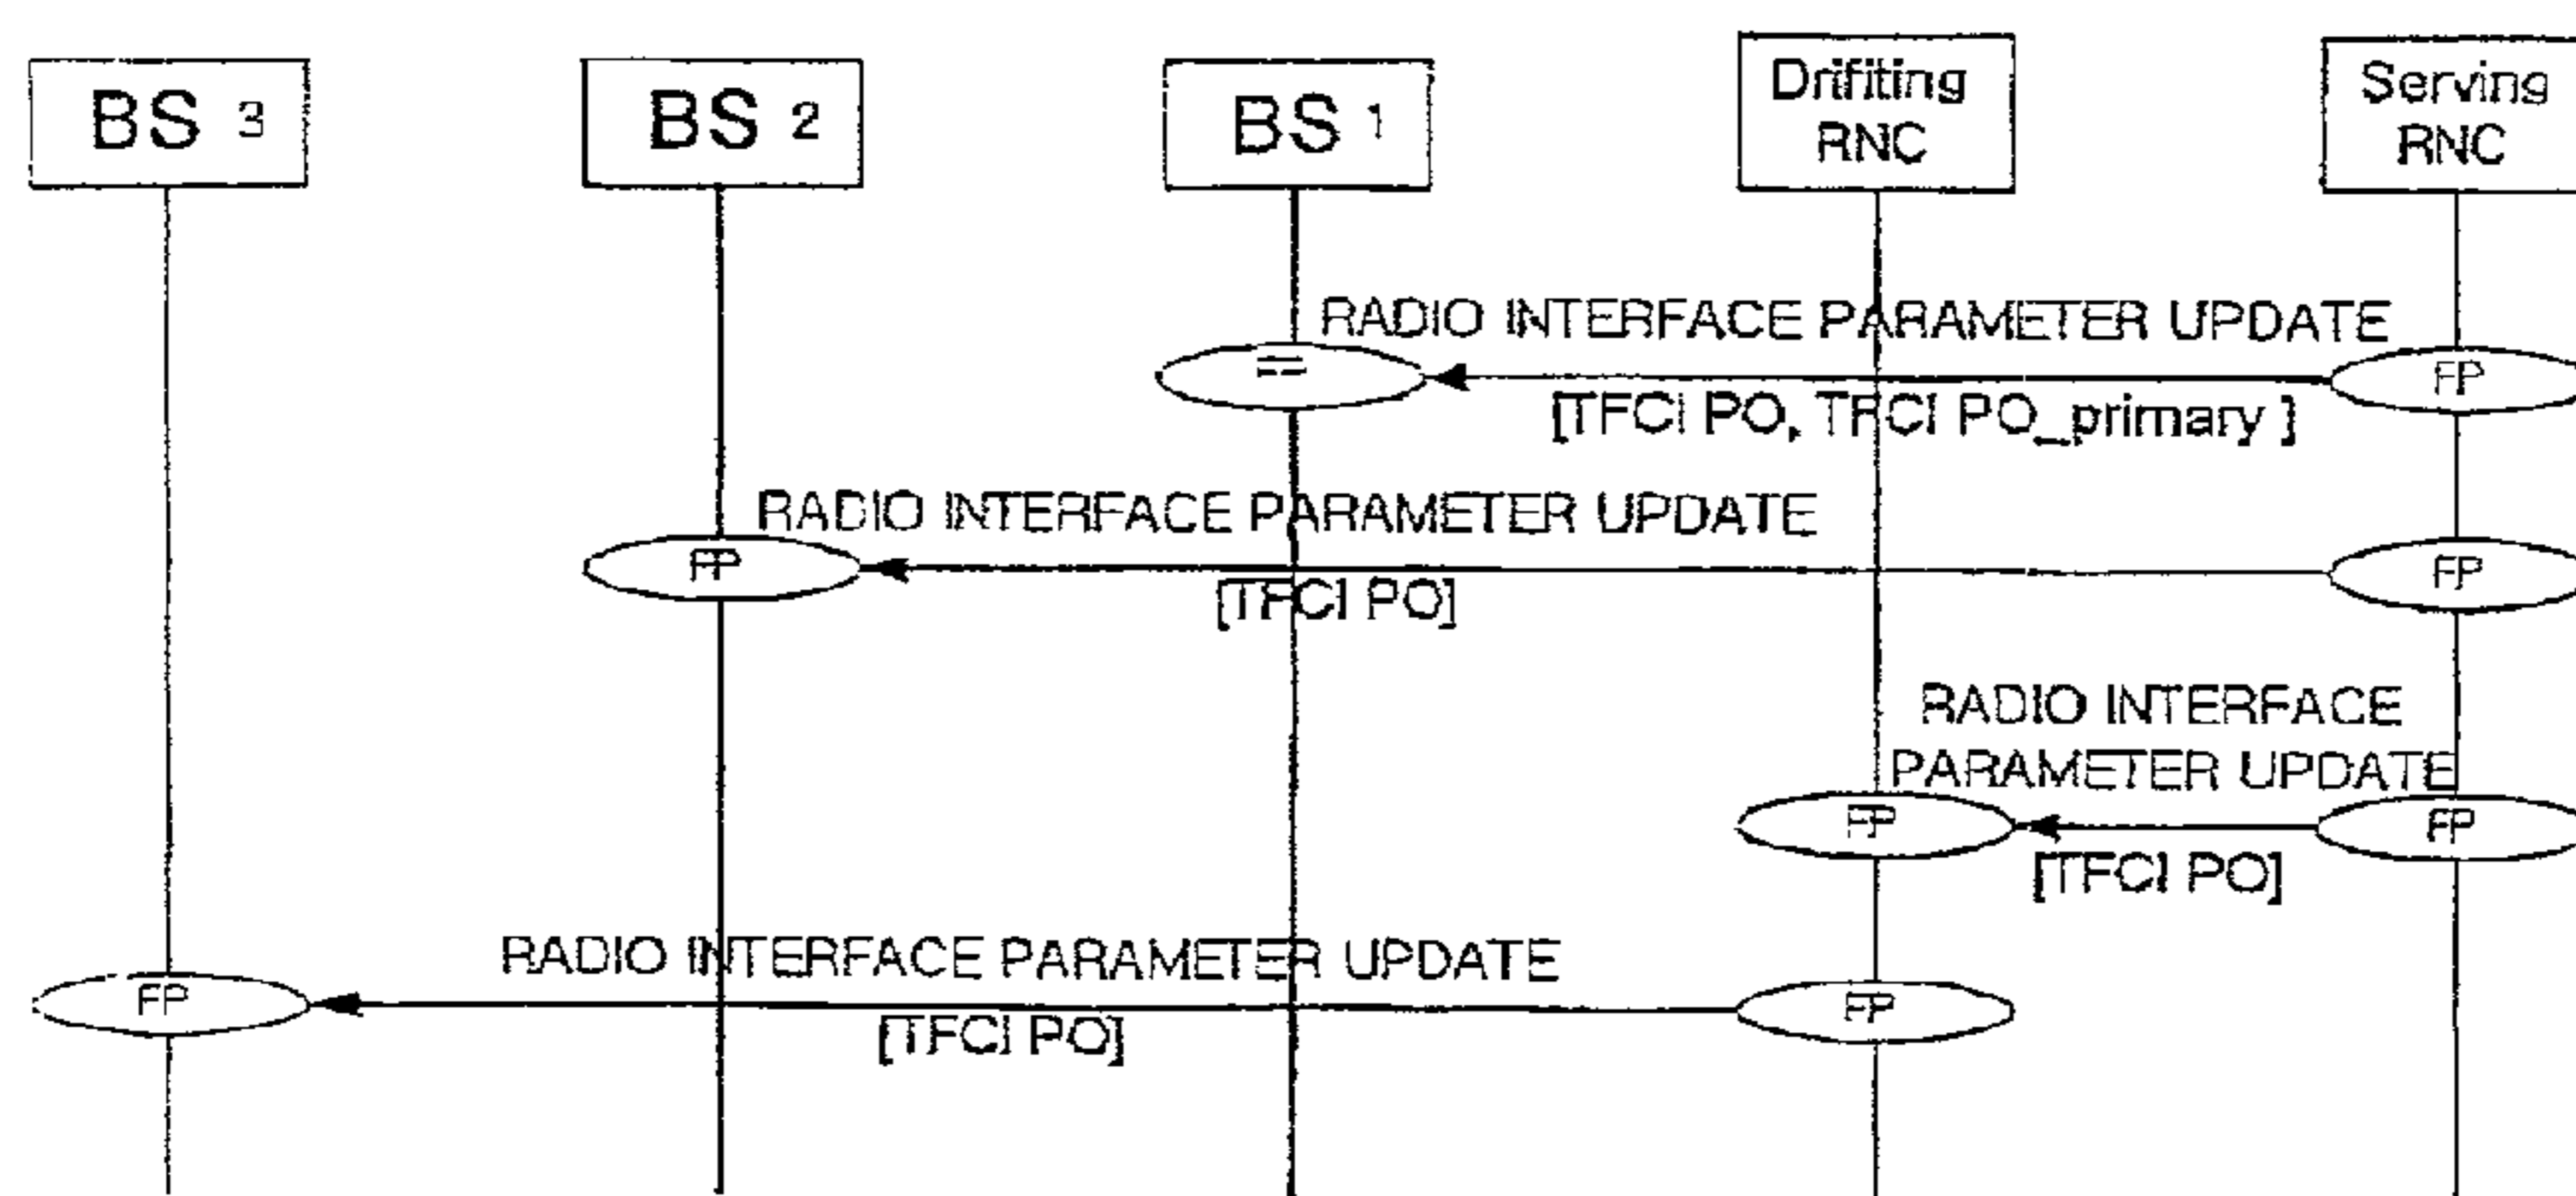 BS 3
BS 2
BS 1
Drifiting
RNC
Serving
RNC
RADIO INTERFACE PARAMETER UPDATE
FP
[TFCI PO, TFCI PO_primary ]
RADIO INTERFACE PARAMETER UPDATE
FP
FP
[TFCI PO]
RADIO INTERFACE
PARAMETER UPDATE
FP
FP
[TFCI PO]
RADIO INTERFACE PARAMETER UPDATE
FP
FP
[TFCI PO]